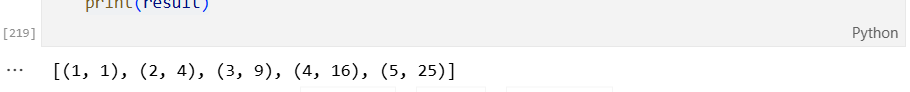 print(result)
[219]
Python
[(1, 1), (2, 4), (3, 9), (4, 16), (5, 25)]